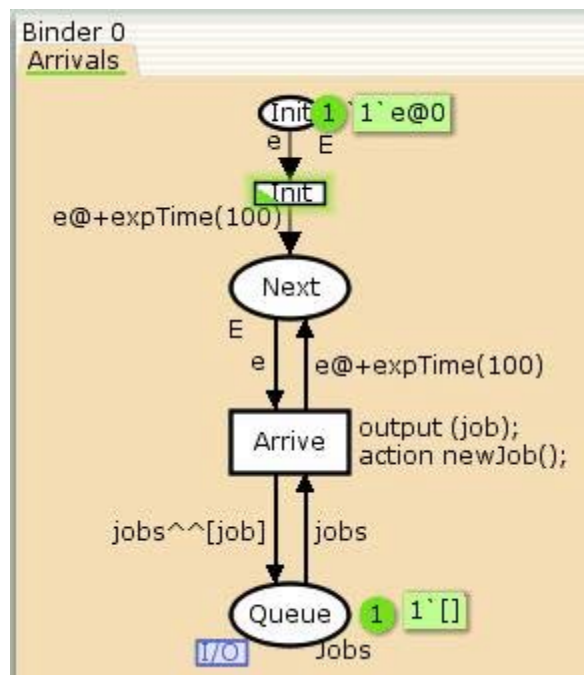 Binder 0
Arrivals
Init 1 1`e@0
e E
Init
e@+expTime(100)
Next
E
e e@+expTime(100)
Arrive output (job);
action newJob();
jobs^^[job] jobs
Queue 1 1`[]
I/O Jobs